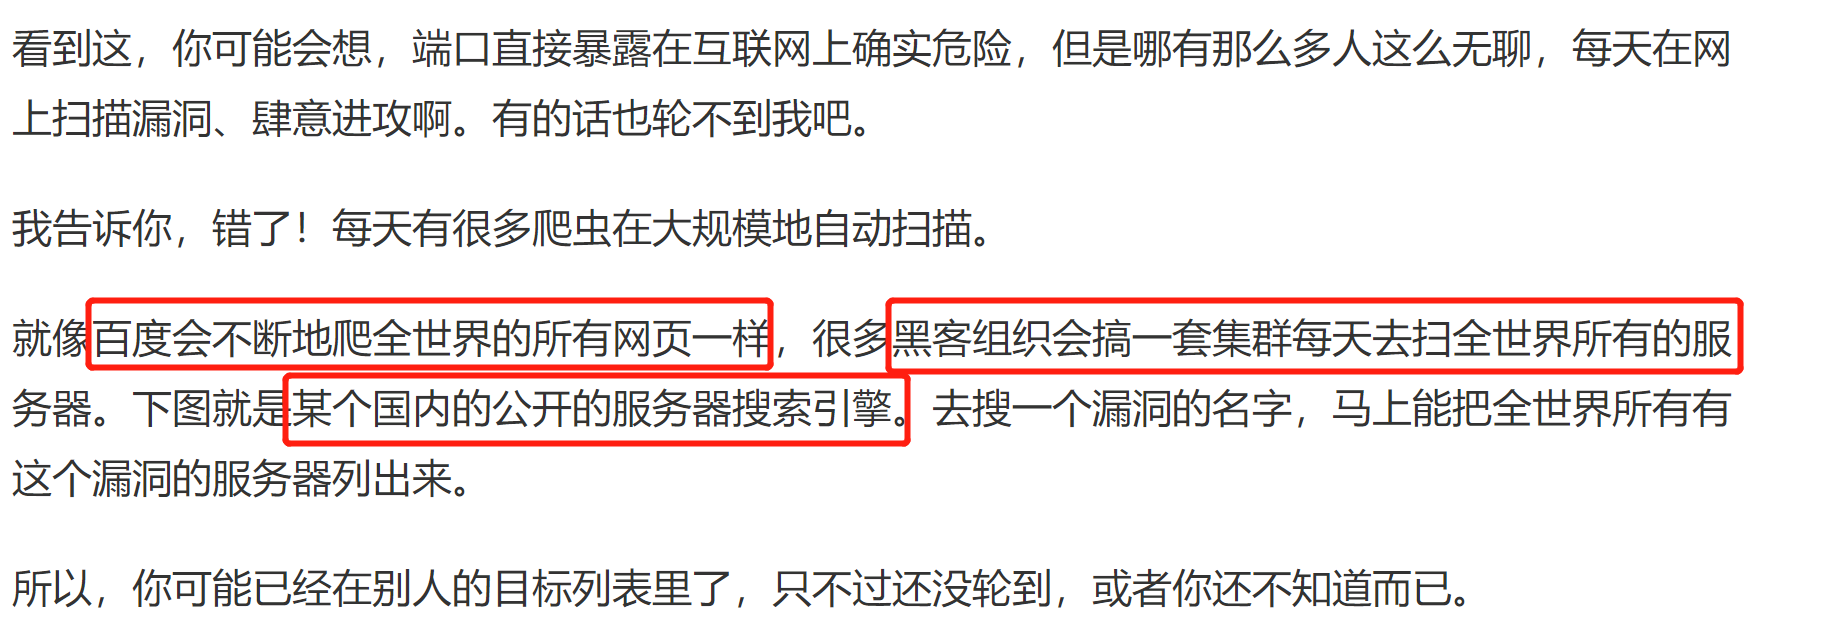 看到这，你可能会想，端口直接暴露在互联网上确实危险，但是哪有那么多人这么无聊，每天在网
上扫描漏洞、肆意进攻啊。有的话也轮不到我吧。
我告诉你，错了！每天有很多爬虫在大规模地自动扫描。
就像百度会不断地爬全世界的所有网页一样，很多黑客组织会搞一套集群每天去扫全世界所有的服
务器。下图就是某个国内的公开的服务器搜索引擎。去搜一个漏洞的名字，马上能把全世界所有有
这个漏洞的服务器列出来。
所以，你可能已经在别人的目标列表里了，只不过还没轮到，或者你还不知道而已。